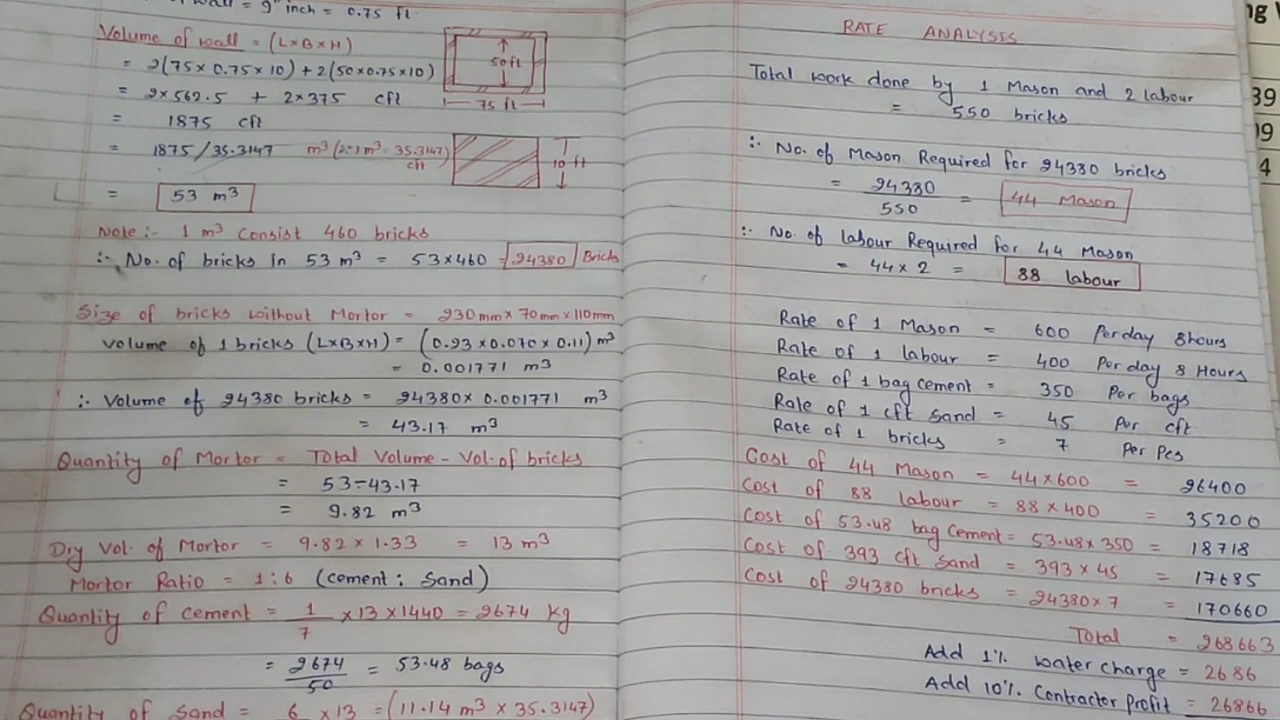 wall = 9" inch = 0.75 ft
Volume of wall = (L×B×H)
= 2(75 × 0.75 × 10) + 2(50×0.75×10)
= 2×562.5 + 2×375 cft
= 1875 cft
= 1875/35.3147 m³ (∵ 1m³ = 35.3147) cft
= 53 m³
50ft
75 ft
10 ft
Note :- 1 m³ Consist 460 bricks
∴ No. of bricks in 53 m³ = 53×460 = 24380 Bricks
Size of bricks without Mortor = 230mm × 70mm × 110mm
Volume of 1 bricks (L×B×H) = (0.23 × 0.070 × 0.11) m³
= 0.001771 m³
∴ Volume of 24380 bricks = 24380 × 0.001771 m³
= 43.17 m³
Quantity of Mortor = Total Volume - Vol. of bricks
= 53-43.17
= 9.82 m³
Dry Vol. of Mortor = 9.82 × 1.33 = 13 m³
Mortor Ratio = 1:6 (cement : Sand)
Quantity of cement = 1/7 × 13 × 1440 = 2674 kg
= 2674/50 = 53.48 bags
Quantity of Sand = 6 × 13 = (11.14 m³ × 35.3147)
RATE ANALYSIS
Total work done by 1 Mason and 2 labour
= 550 bricks
∴ No. of Mason Required for 24380 bricks
= 24380/550 = 44 Mason
∴ No. of labour Required for 44 Mason
= 44 × 2 = 88 labour
Rate of 1 Mason = 600 Per day 8 hours
Rate of 1 labour = 400 Per day 8 Hours
Rate of 1 bag cement = 350 Per bags
Rate of 1 cft Sand = 45 Per cft
Rate of 1 bricks = 7 Per Pcs
Cost of 44 Mason = 44×600 = 26400
Cost of 88 labour = 88×400 = 35200
Cost of 53.48 bag Cement = 53.48×350 = 18718
Cost of 393 cft Sand = 393 × 45 = 17685
Cost of 24380 bricks = 24380×7 = 170660
Total = 268663
Add 1% water charge = 2686
Add 10% Contractor Profit = 26866
39
4